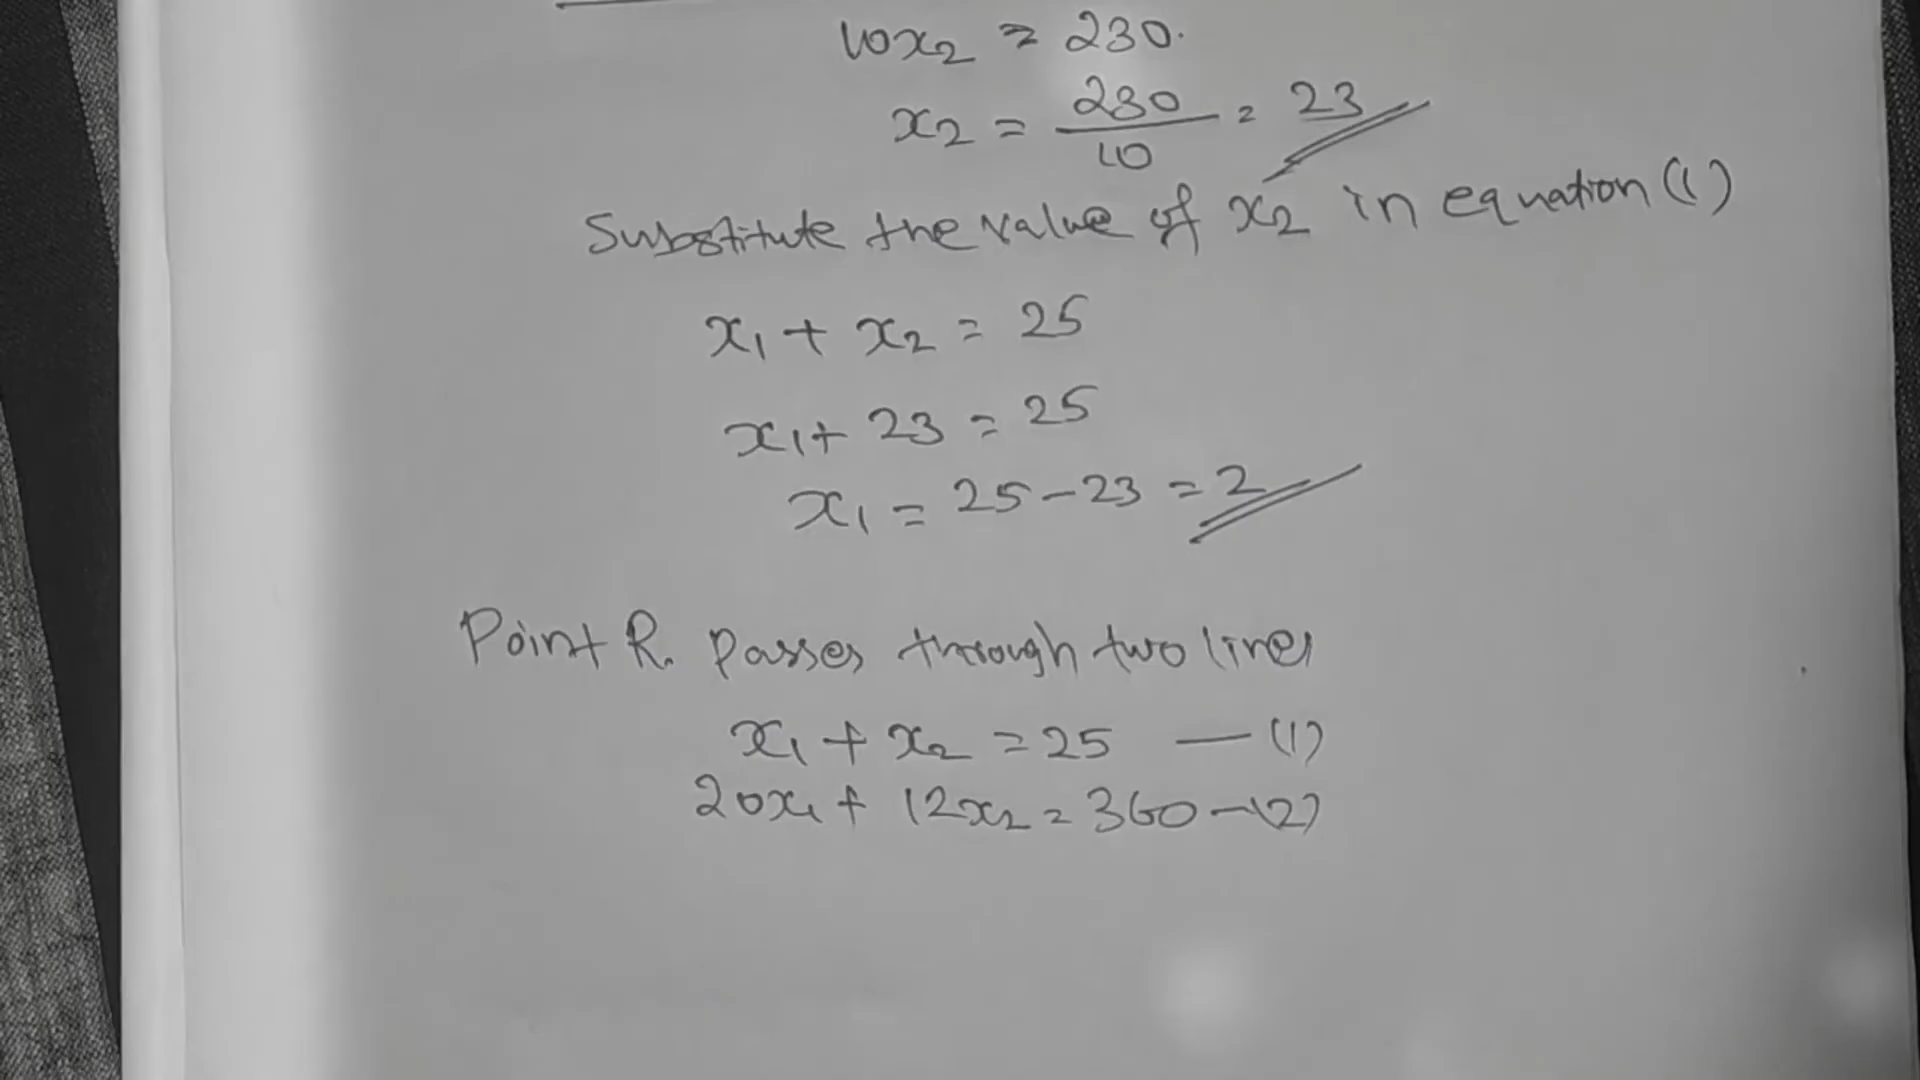 10x2 = 230.
x2 = 230/10 = 23
Substitute the value of x2 in equation (1)
x1 + x2 = 25
x1 + 23 = 25
x1 = 25 - 23 = 2
Point R. Passes through two lines
x1 + x2 = 25 — (1)
20x1 + 12x2 = 360 — (2)